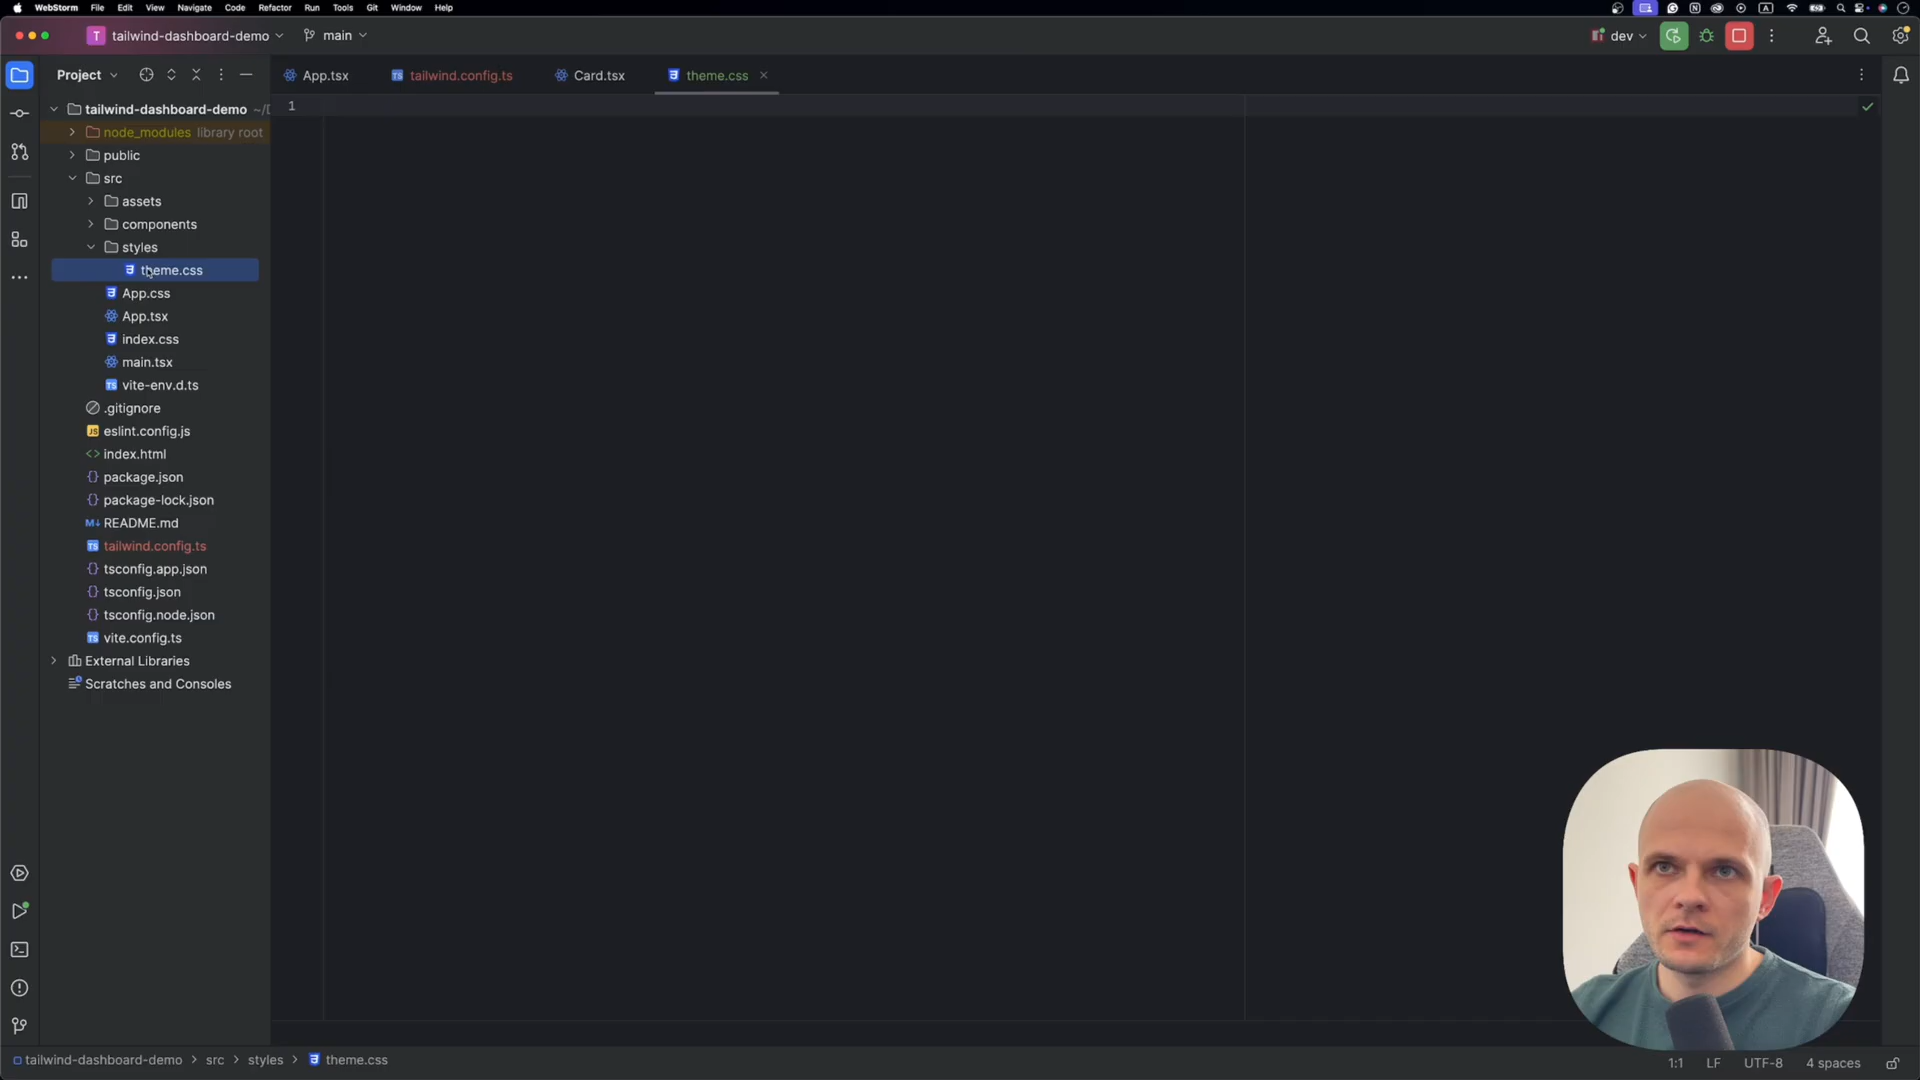 WebStorm File Edit View Navigate Code Refactor Run Tools Git Window Help
T tailwind-dashboard-demo main dev
Project App.tsx TS tailwind.config.ts Card.tsx theme.css
tailwind-dashboard-demo ~/D
1
node_modules library root
public
src
assets
components
styles
theme.css
App.css
App.tsx
index.css
main.tsx
TS vite-env.d.ts
.gitignore
JS eslint.config.js
<> index.html
{} package.json
{} package-lock.json
M↓ README.md
TS tailwind.config.ts
{} tsconfig.app.json
{} tsconfig.json
{} tsconfig.node.json
TS vite.config.ts
External Libraries
Scratches and Consoles
tailwind-dashboard-demo > src > styles > theme.css 1:1 LF UTF-8 4 spaces